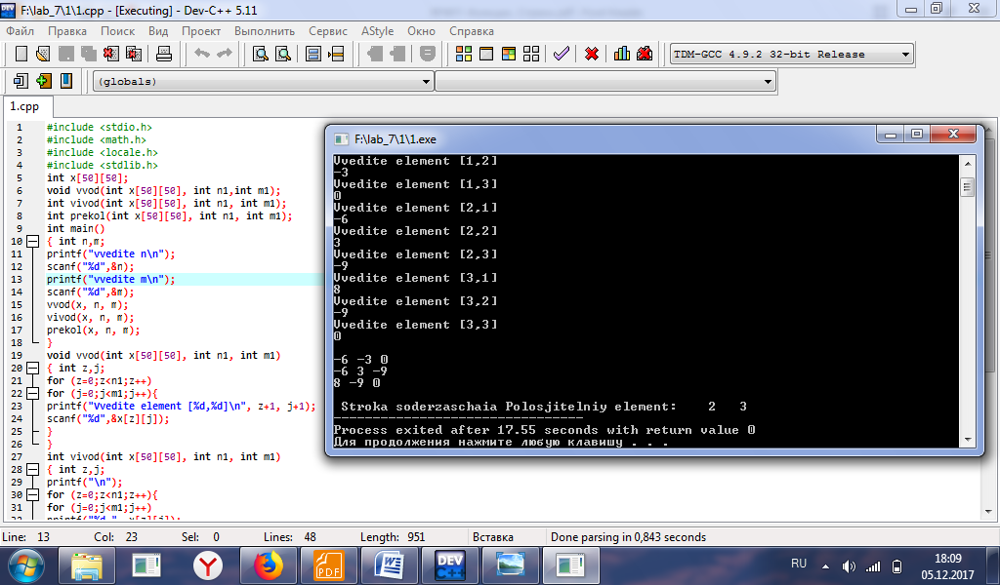 F:\lab_7\1\1.cpp - [Executing] - Dev-C++ 5.11
Файл Правка Поиск Вид Проект Выполнить Сервис AStyle Окно Справка
TDM-GCC 4.9.2 32-bit Release
(globals)
1.cpp
1 #include <stdio.h>
2 #include <math.h>
3 #include <locale.h>
4 #include <stdlib.h>
5 int x[50][50];
6 void vvod(int x[50][50], int n1,int m1);
7 int vivod(int x[50][50], int n1, int m1);
8 int prekol(int x[50][50], int n1, int m1);
9 int main()
10 { int n,m;
11 printf("vvedite n\n");
12 scanf("%d",&n);
13 printf("vvedite m\n");
14 scanf("%d",&m);
15 vvod(x, n, m);
16 vivod(x, n, m);
17 prekol(x, n, m);
18 }
19 void vvod(int x[50][50], int n1, int m1)
20 { int z,j;
21 for (z=0;z<n1;z++)
22 for (j=0;j<m1;j++){
23 printf("Vvedite element [%d,%d]\n", z+1, j+1);
24 scanf("%d",&x[z][j]);
25 }
26 }
27 int vivod(int x[50][50], int n1, int m1)
28 { int z,j;
29 printf("\n");
30 for (z=0;z<n1;z++){
31 for (j=0;j<m1;j++)
32 printf("%d ", x[z][j]);
F:\lab_7\1\1.exe
Vvedite element [1,2]
-3
Vvedite element [1,3]
0
Vvedite element [2,1]
-6
Vvedite element [2,2]
3
Vvedite element [2,3]
-9
Vvedite element [3,1]
8
Vvedite element [3,2]
-9
Vvedite element [3,3]
0
-6 -3 0
-6 3 -9
8 -9 0
Stroka soderzaschaia Polosjitelniy element: 2 3
--------------------------------
Process exited after 17.55 seconds with return value 0
Для продолжения нажмите любую клавишу . . .
Line: 13 Col: 23 Sel: 0 Lines: 48 Length: 951 Вставка Done parsing in 0,843 seconds
PDF
DEV C++
RU
18:09
05.12.2017